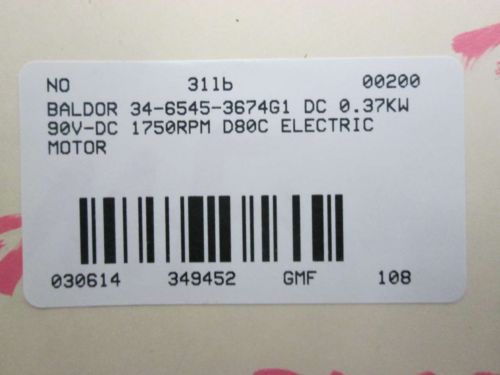 NO 31lb 00200
BALDOR 34-6545-3674G1 DC 0.37KW
90V-DC 1750RPM D80C ELECTRIC
MOTOR
030614 349452 GMF 108